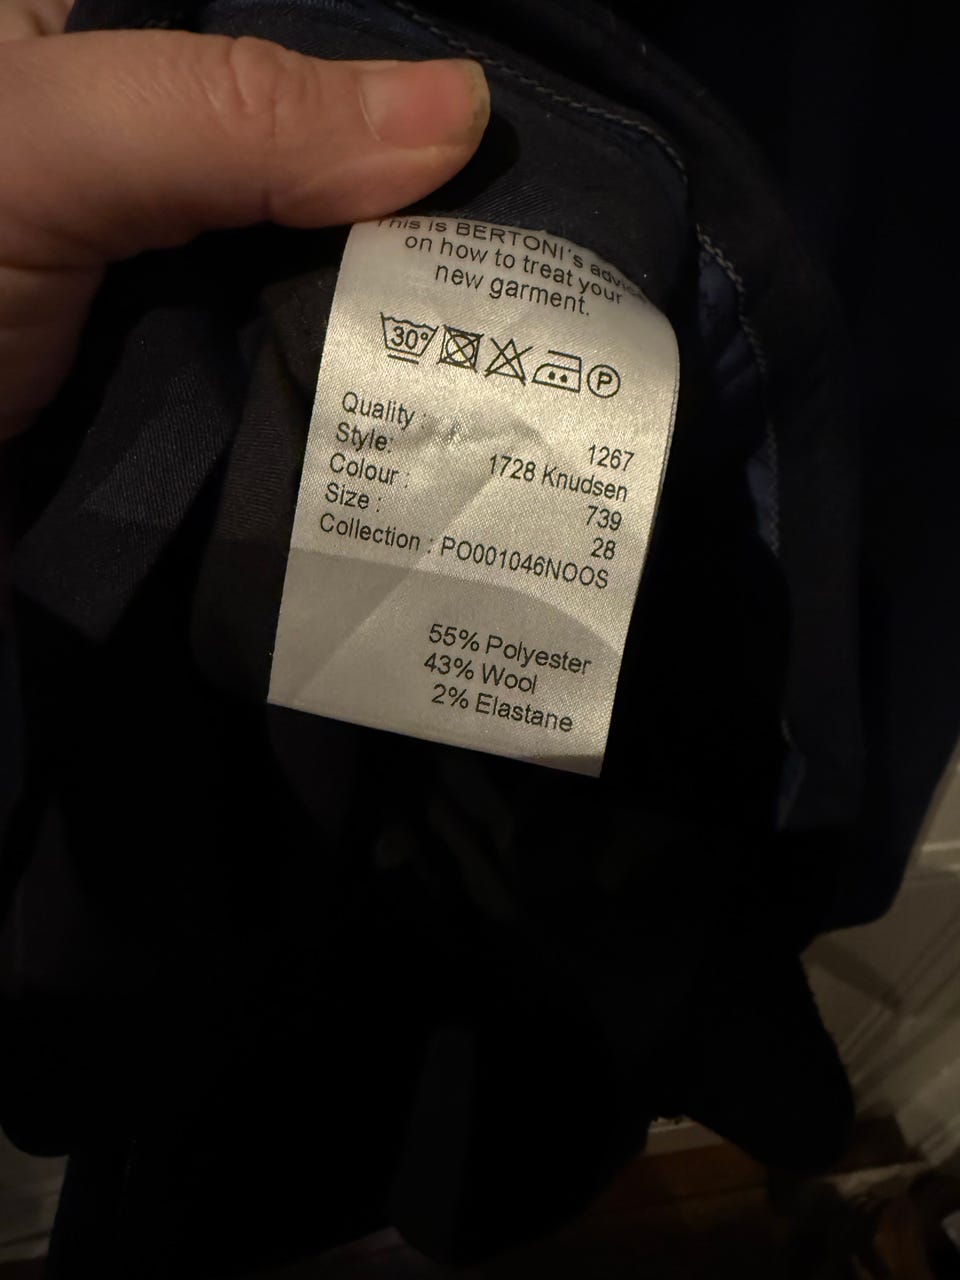 This is BERTONI's advice
on how to treat your
new garment.
30° P
Quality : 1267
Style: 1728 Knudsen
Colour : 739
Size : 28
Collection : PO001046NOOS
55% Polyester
43% Wool
2% Elastane